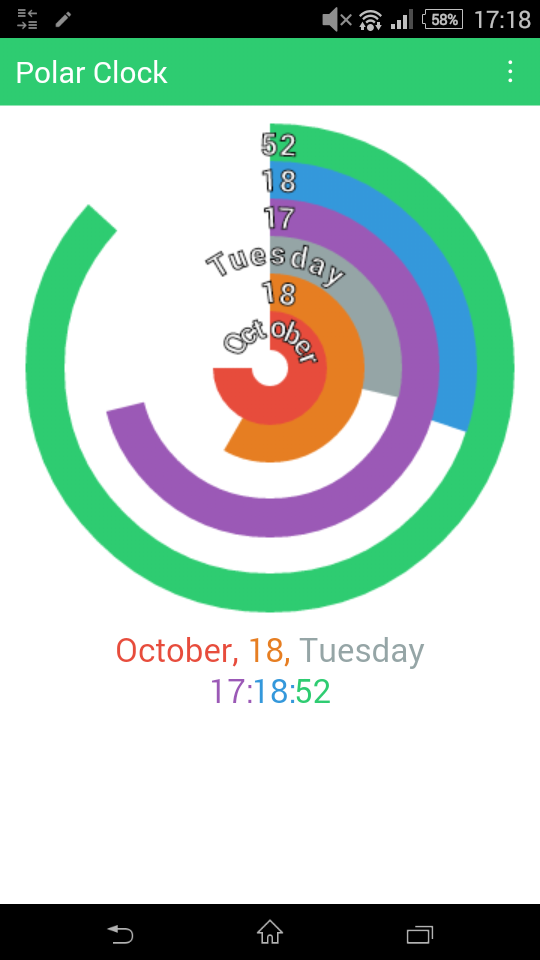 58% 17:18
Polar Clock
52
18
17
Tuesday
18
October
October, 18, Tuesday
17:18:52